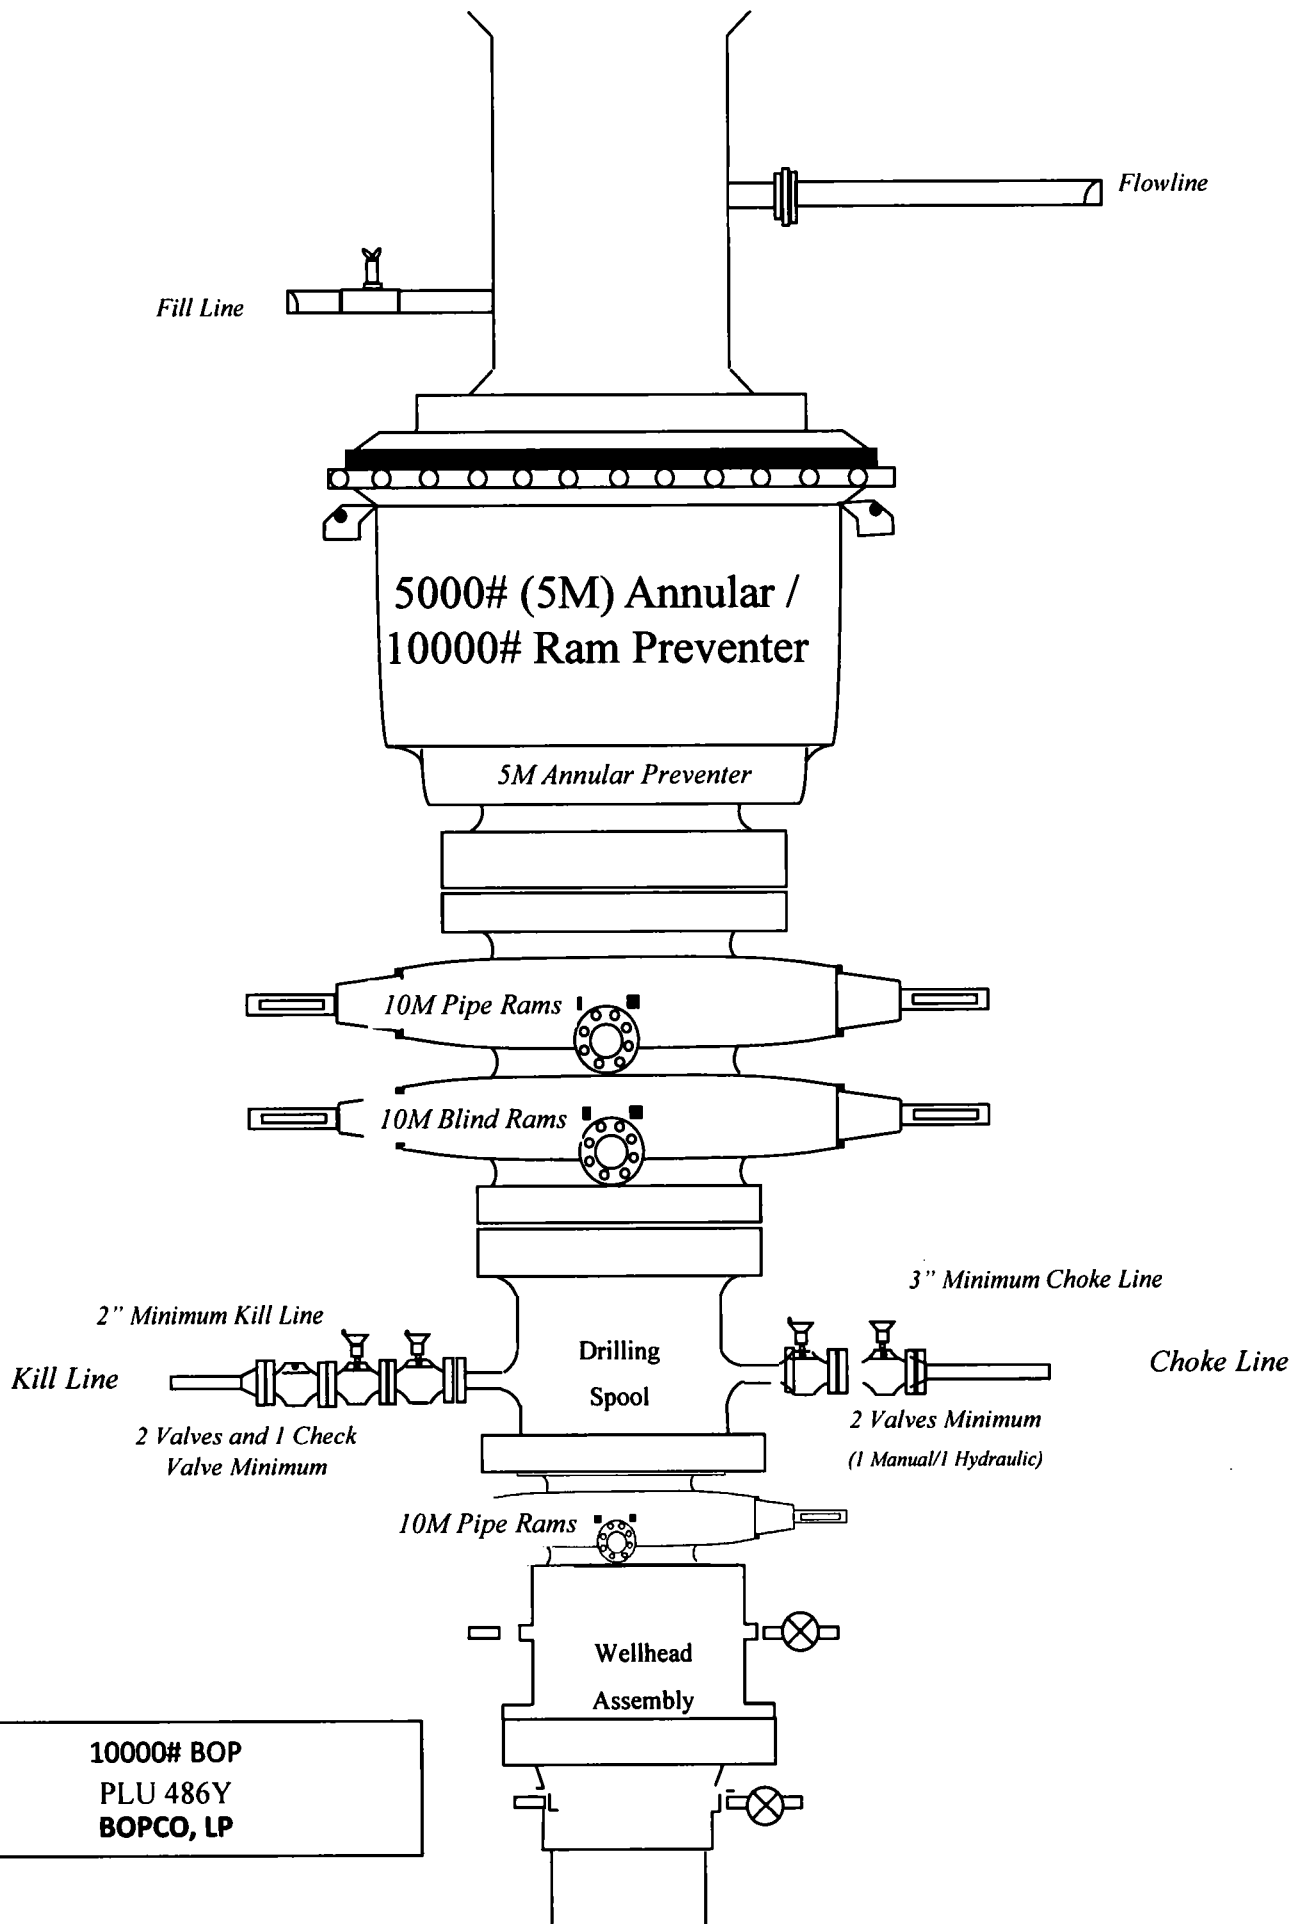 Flowline
Fill Line
5000# (5M) Annular /
10000# Ram Preventer
5M Annular Preventer
10M Pipe Rams
10M Blind Rams
3” Minimum Choke Line
2” Minimum Kill Line
Drilling
Spool
Kill Line
Choke Line
2 Valves and 1 Check
Valve Minimum
2 Valves Minimum
(1 Manual/1 Hydraulic)
10M Pipe Rams
Wellhead
Assembly
10000# BOP
PLU 486Y
BOPCO, LP